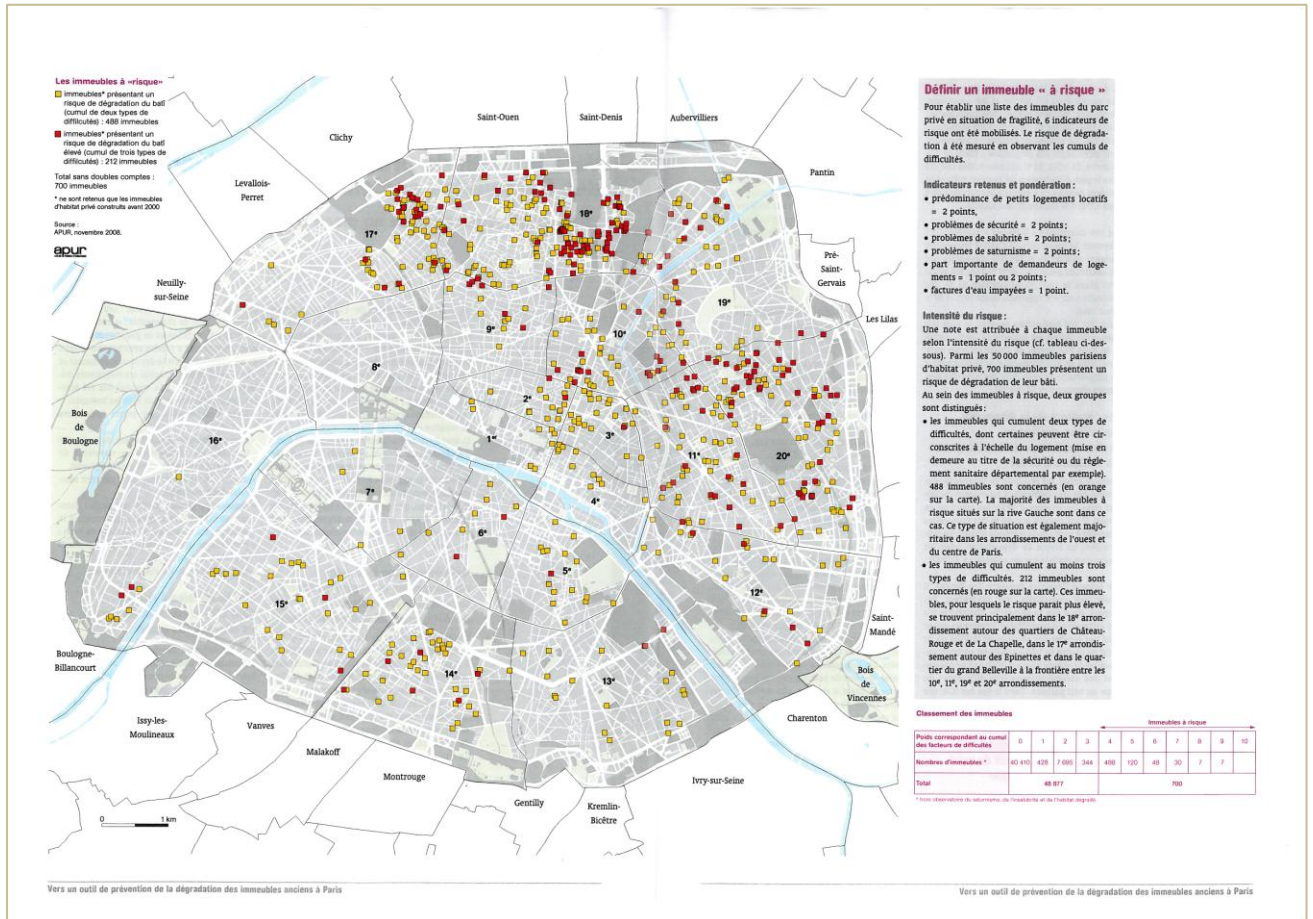 Les immeubles à «risque»
immeubles* présentant un
risque de dégradation du bati
(cumul de deux types de
difficultés) : 488 immeubles
immeubles* présentant un
risque de dégradation du bati
élevé (cumul de trois types de
difficultés) : 212 immeubles
Total sans doubles comptes :
700 immeubles
* ne sont retenus que les immeubles
d'habitat privé construits avant 2000
Source :
APUR, novembre 2008.
apur
Clichy
Saint-Ouen
Saint-Denis
Aubervilliers
Levallois-
Perret
Pantin
Neuilly-
sur-Seine
Pré-
Saint-
Gervais
Les Lilas
Bois
de
Boulogne
17e
18e
19e
9e
10e
8e
2e
3e
1er
16e
11e
20e
7e
4e
6e
5e
15e
12e
14e
13e
Saint-
Mandé
Boulogne-
Billancourt
Bois
de
Vincennes
Issy-les-
Moulineaux
Vanves
Malakoff
Montrouge
Gentilly
Kremlin-
Bicêtre
Ivry-sur-Seine
Charenton
0 1 km
Définir un immeuble « à risque »
Pour établir une liste des immeubles du parc
privé en situation de fragilité, 6 indicateurs de
risque ont été mobilisés. Le risque de dégrada-
tion à été mesuré en observant les cumuls de
difficultés.
Indicateurs retenus et pondération :
• prédominance de petits logements locatifs
= 2 points,
• problèmes de sécurité = 2 points ;
• problèmes de salubrité = 2 points ;
• problèmes de saturnisme = 2 points ;
• part importante de demandeurs de loge-
ments = 1 point ou 2 points ;
• factures d'eau impayées = 1 point.
Intensité du risque :
Une note est attribuée à chaque immeuble
selon l'intensité du risque (cf. tableau ci-des-
sous). Parmi les 50 000 immeubles parisiens
d'habitat privé, 700 immeubles présentent un
risque de dégradation de leur bâti.
Au sein des immeubles à risque, deux groupes
sont distingués :
• les immeubles qui cumulent deux types de
difficultés, dont certaines peuvent être cir-
conscrites à l'échelle du logement (mise en
demeure au titre de la sécurité ou du règle-
ment sanitaire départemental par exemple).
488 immeubles sont concernés (en orange
sur la carte). La majorité des immeubles à
risque situés sur la rive Gauche sont dans ce
cas. Ce type de situation est également majo-
ritaire dans les arrondissements de l'ouest et
du centre de Paris.
• les immeubles qui cumulent au moins trois
types de difficultés. 212 immeubles sont
concernés (en rouge sur la carte). Ces immeu-
bles, pour lesquels le risque parait plus élevé,
se trouvent principalement dans le 18e arron-
dissement autour des quartiers de Château-
Rouge et de La Chapelle, dans le 17e arrondis-
sement autour des Epinettes et dans le quar-
tier du grand Belleville à la frontière entre les
10e, 11e, 19e et 20e arrondissements.
Classement des immeubles
Immeubles à risque
Poids correspondant au cumul
des facteurs de difficultés
0 1 2 3 4 5 6 7 8 9 10
Nombres d'immeubles * 40 410 428 7 695 344 488 120 48 30 7 7
Total 48 877 700
* hors observatoire du saturnisme, de l'insalubrité et de l'habitat dégradé
Vers un outil de prévention de la dégradation des immeubles anciens à Paris
Vers un outil de prévention de la dégradation des immeubles anciens à Paris